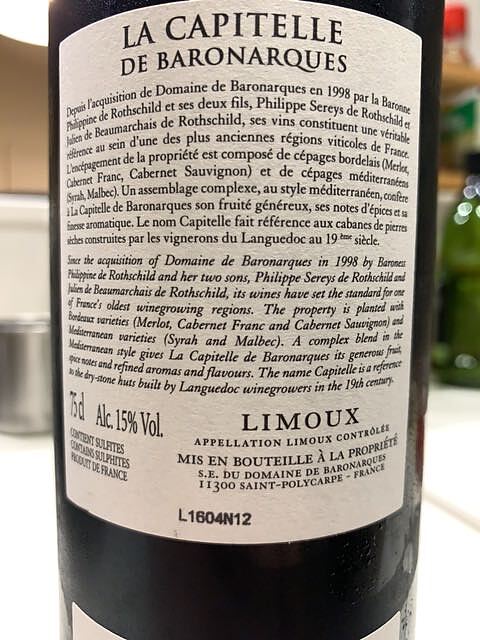 LA CAPITELLE
DE BARONARQUES
Depuis l'acquisition de Domaine de Baronarques en 1998 par la Baronne
Philippine de Rothschild et ses deux fils, Philippe Sereys de Rothschild et
Julien de Beaumarchais de Rothschild, ses vins constituent une véritable
référence au sein d'une des plus anciennes régions viticoles de France.
L'encépagement de la propriété est composé de cépages bordelais (Merlot,
Cabernet Franc, Cabernet Sauvignon) et de cépages méditerranéens
(Syrah, Malbec). Un assemblage complexe, au style méditerranéen, confère
à La Capitelle de Baronarques son fruité généreux, ses notes d'épices et sa
finesse aromatique. Le nom Capitelle fait référence aux cabanes de pierres
sèches construites par les vignerons du Languedoc au 19ème siècle.
Since the acquisition of Domaine de Baronarques in 1998 by Baroness
Philippine de Rothschild and her two sons, Philippe Sereys de Rothschild and
Julien de Beaumarchais de Rothschild, its wines have set the standard for one
of France's oldest winegrowing regions. The property is planted with
Bordeaux varieties (Merlot, Cabernet Franc and Cabernet Sauvignon) and
Mediterranean varieties (Syrah and Malbec). A complex blend in the
Mediterranean style gives La Capitelle de Baronarques its generous fruit,
spice notes and refined aromas and flavours. The name Capitelle is a reference
to the dry-stone huts built by Languedoc winegrowers in the 19th century.
75 cl Alc. 15% Vol.
CONTIENT SULFITES
CONTAINS SULPHITES
PRODUIT DE FRANCE
LIMOUX
APPELLATION LIMOUX CONTRÔLÉE
MIS EN BOUTEILLE À LA PROPRIÉTÉ
S.E. DU DOMAINE DE BARONARQUES
11300 SAINT-POLYCARPE - FRANCE
L1604N12